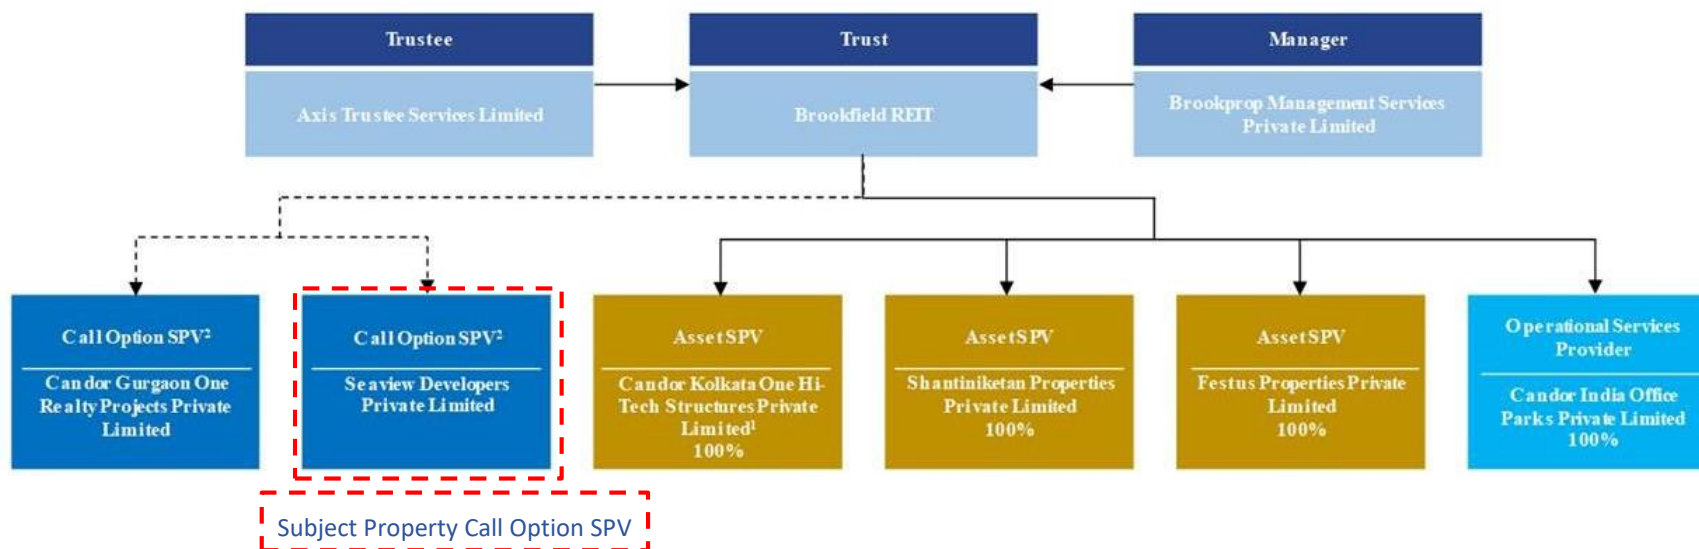 Trustee
Trust
Manager
Axis Trustee Services Limited
Brookfield REIT
Brookprop Management Services
Private Limited
Call Option SPV²
Candor Gurgaon One
Realty Projects Private
Limited
Call Option SPV²
Seaview Developers
Private Limited
Asset SPV
Candor Kolkata One Hi-
Tech Structures Private
Limited¹
100%
Asset SPV
Shantiniketan Properties
Private Limited
100%
Asset SPV
Festus Properties Private
Limited
100%
Operational Services
Provider
Candor India Office
Parks Private Limited
100%
Subject Property Call Option SPV